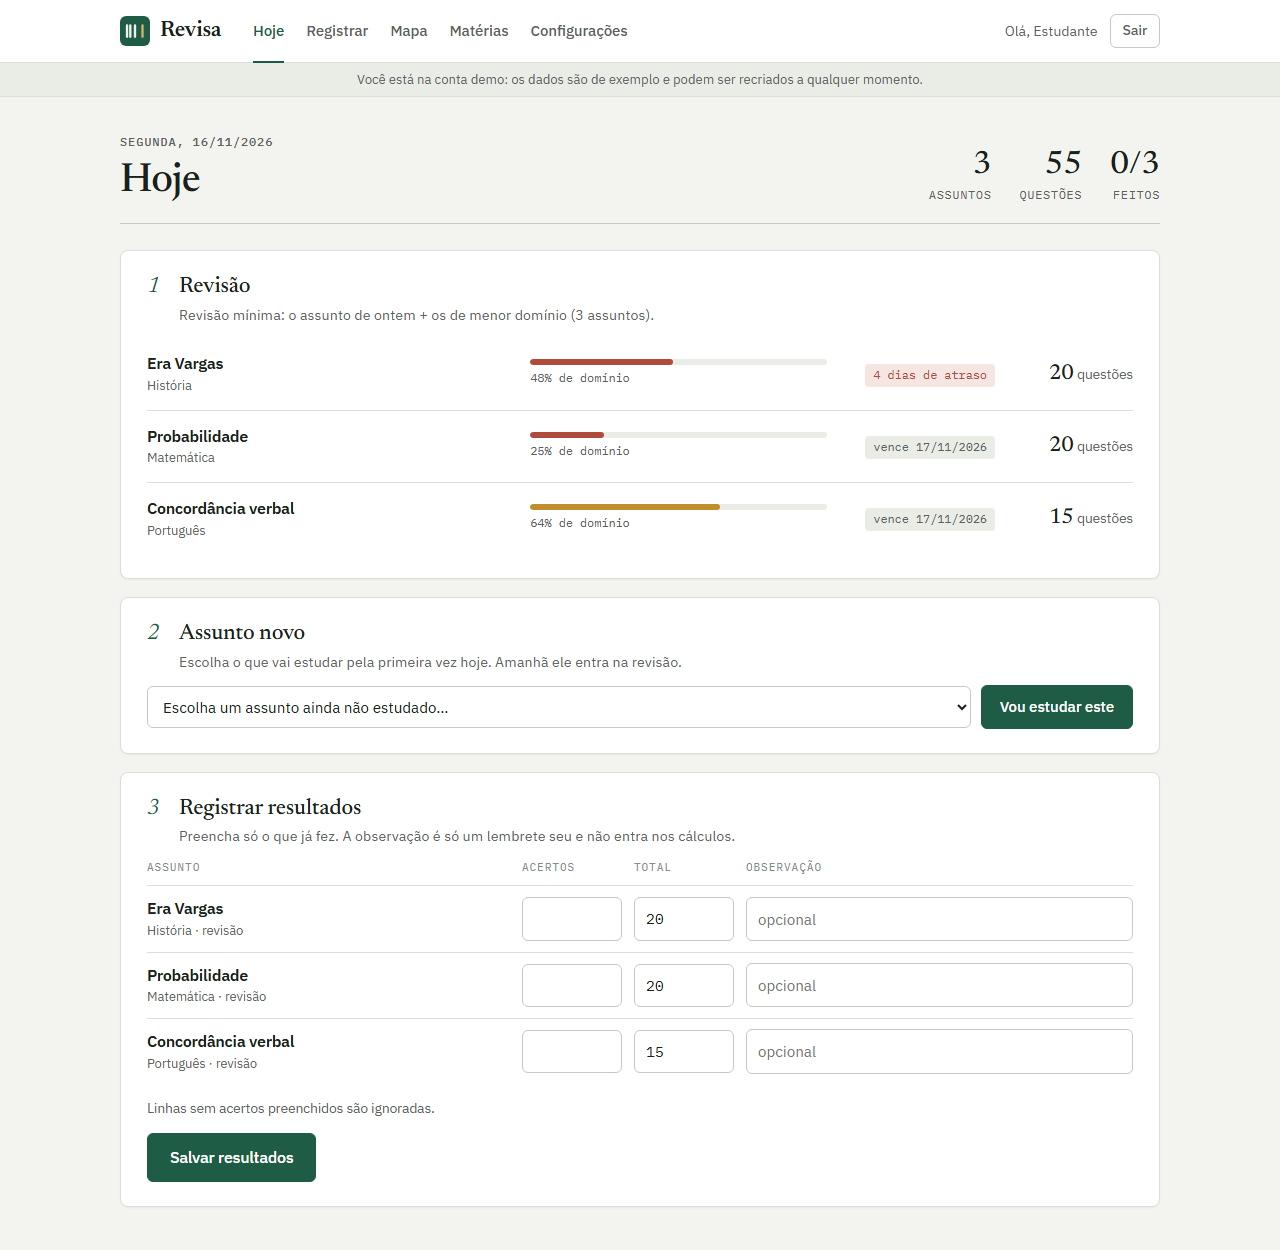 Revisa
Hoje
Registrar
Mapa
Matérias
Configurações
Olá, Estudante
Sair
Você está na conta demo: os dados são de exemplo e podem ser recriados a qualquer momento.
SEGUNDA, 16/11/2026
Hoje
3
ASSUNTOS
55
QUESTÕES
0/3
FEITOS
1 Revisão
Revisão mínima: o assunto de ontem + os de menor domínio (3 assuntos).
Era Vargas
História
48% de domínio
4 dias de atraso
20 questões
Probabilidade
Matemática
25% de domínio
vence 17/11/2026
20 questões
Concordância verbal
Português
64% de domínio
vence 17/11/2026
15 questões
2 Assunto novo
Escolha o que vai estudar pela primeira vez hoje. Amanhã ele entra na revisão.
Escolha um assunto ainda não estudado...
Vou estudar este
3 Registrar resultados
Preencha só o que já fez. A observação é só um lembrete seu e não entra nos cálculos.
ASSUNTO
ACERTOS
TOTAL
OBSERVAÇÃO
Era Vargas
História · revisão
20
opcional
Probabilidade
Matemática · revisão
20
opcional
Concordância verbal
Português · revisão
15
opcional
Linhas sem acertos preenchidos são ignoradas.
Salvar resultados